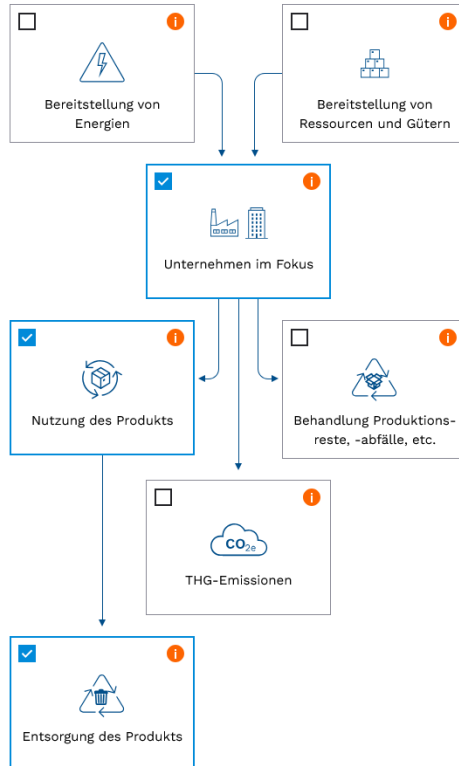 Bereitstellung von
Energien
Bereitstellung von
Ressourcen und Gütern
Unternehmen im Fokus
Nutzung des Produkts
Behandlung Produktions-
reste, -abfälle, etc.
CO2e
THG-Emissionen
Entsorgung des Produkts